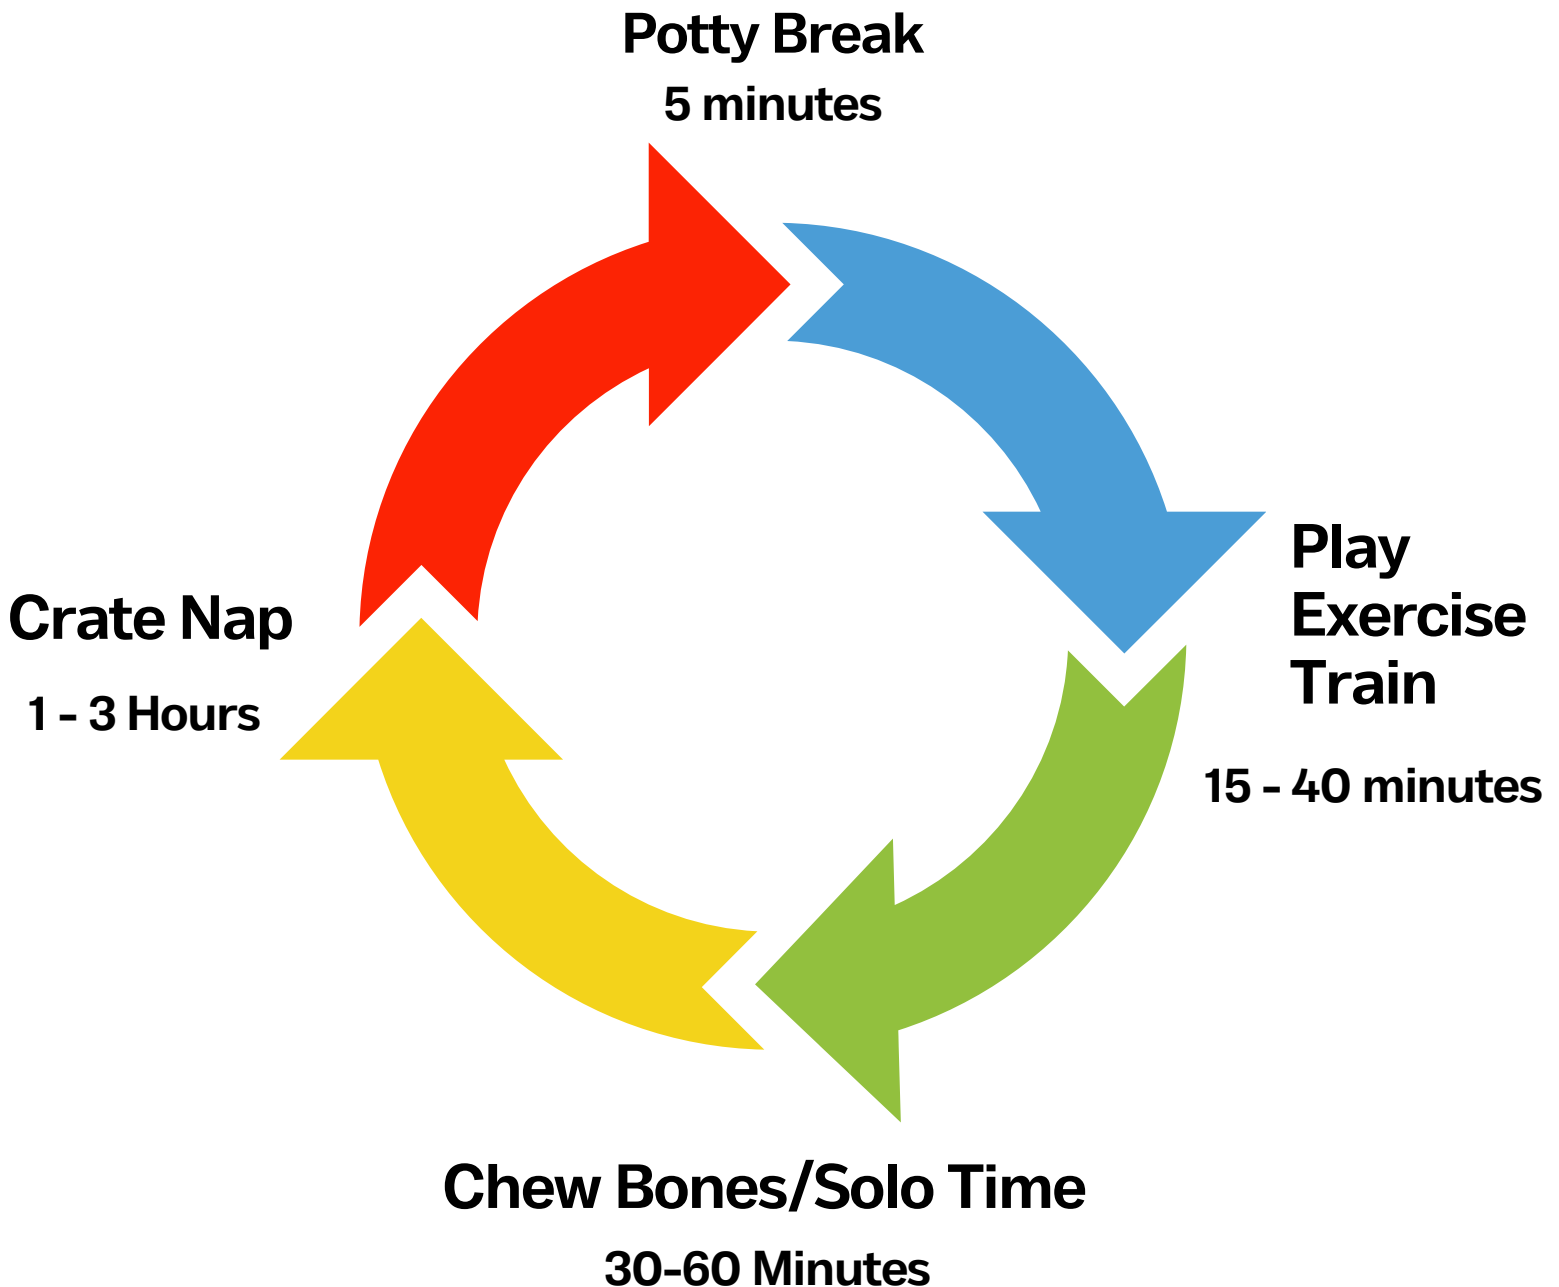 Potty Break
5 minutes
Play
Exercise
Train
15 - 40 minutes
Chew Bones/Solo Time
30-60 Minutes
Crate Nap
1 - 3 Hours